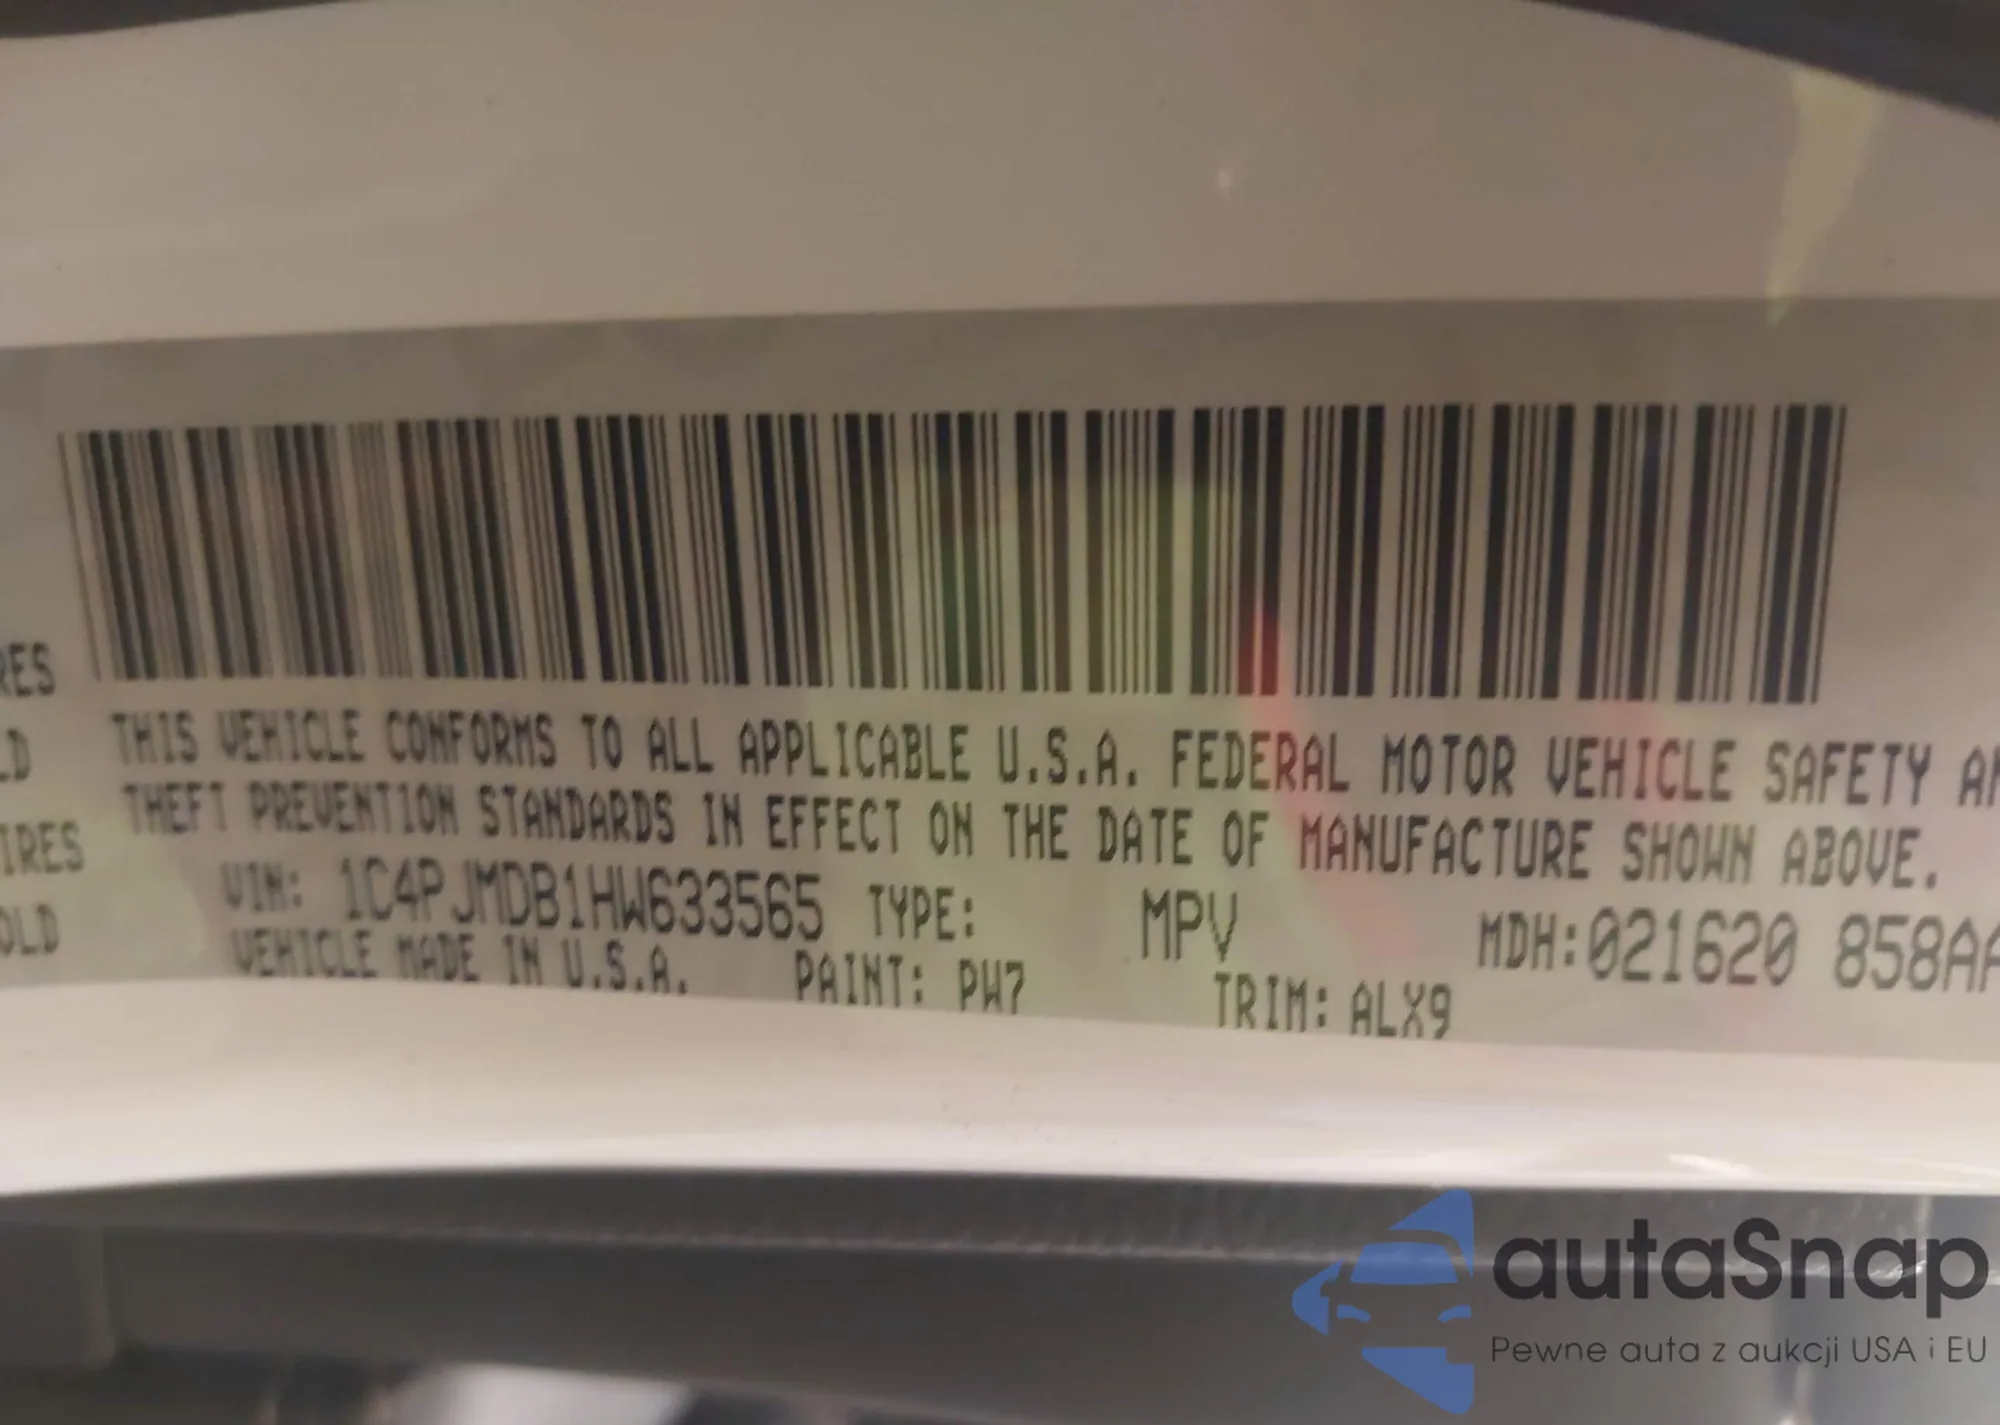 RES
LD
IRES
OLD
THIS VEHICLE CONFORMS TO ALL APPLICABLE U.S.A. FEDERAL MOTOR VEHICLE SAFETY AN
THEFT PREVENTION STANDARDS IN EFFECT ON THE DATE OF MANUFACTURE SHOWN ABOVE.
VIN: 1C4PJMDB1HW633565 TYPE: MPV MDH:021620 858AA
VEHICLE MADE IN U.S.A. PAINT: PW7 TRIM: ALX9
autaSnap
Pewne auta z aukcji USA i EU